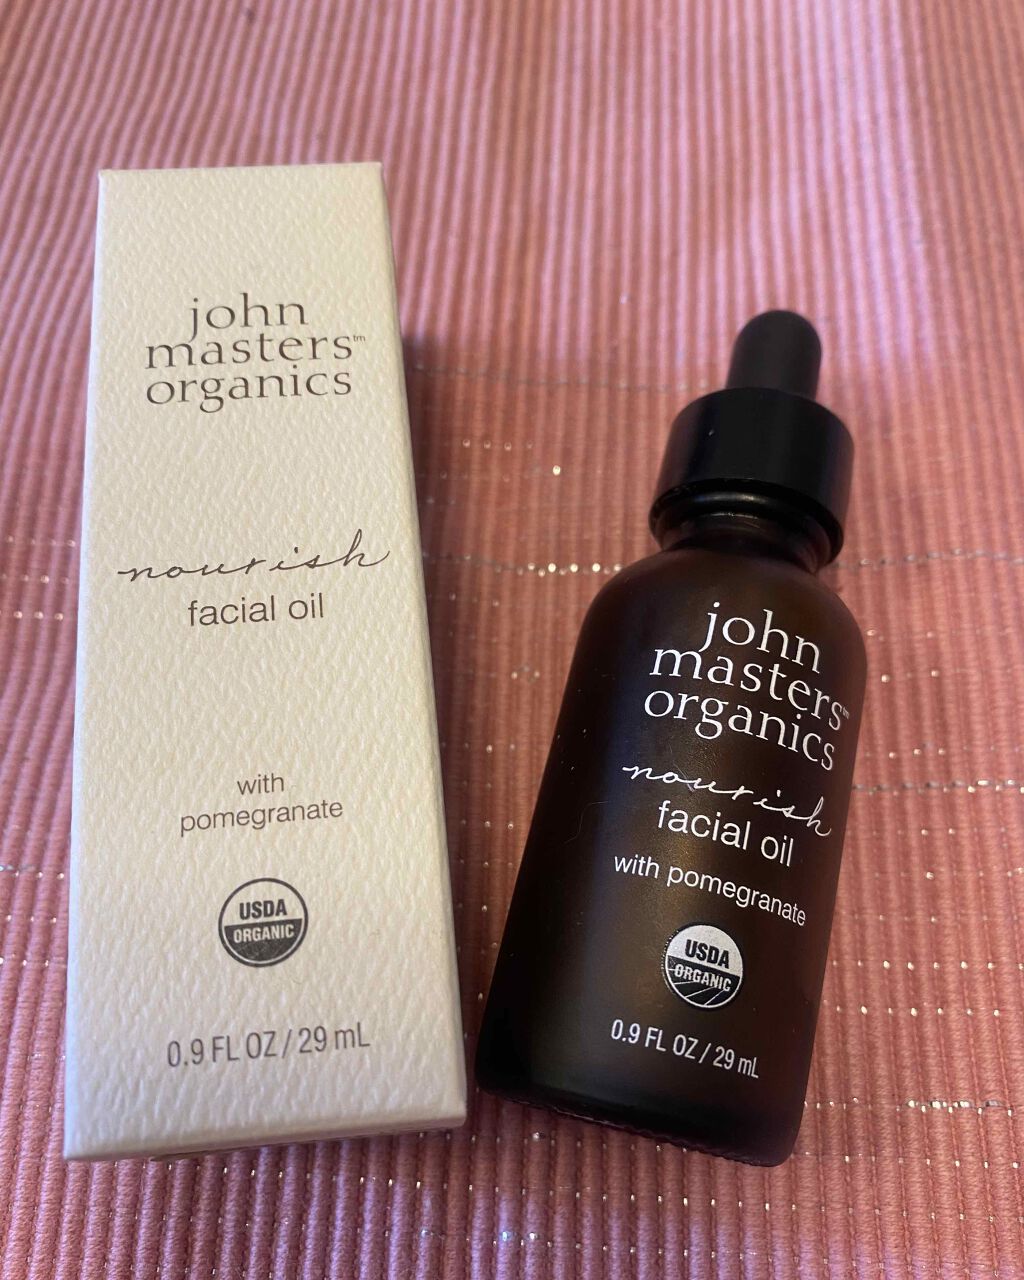 john
masters™
organics
nourish
facial oil
with
pomegranate
USDA
ORGANIC
0.9 FL OZ / 29 mL
john
masters™
organics
nourish
facial oil
with pomegranate
USDA
ORGANIC
0.9 FL OZ / 29 mL